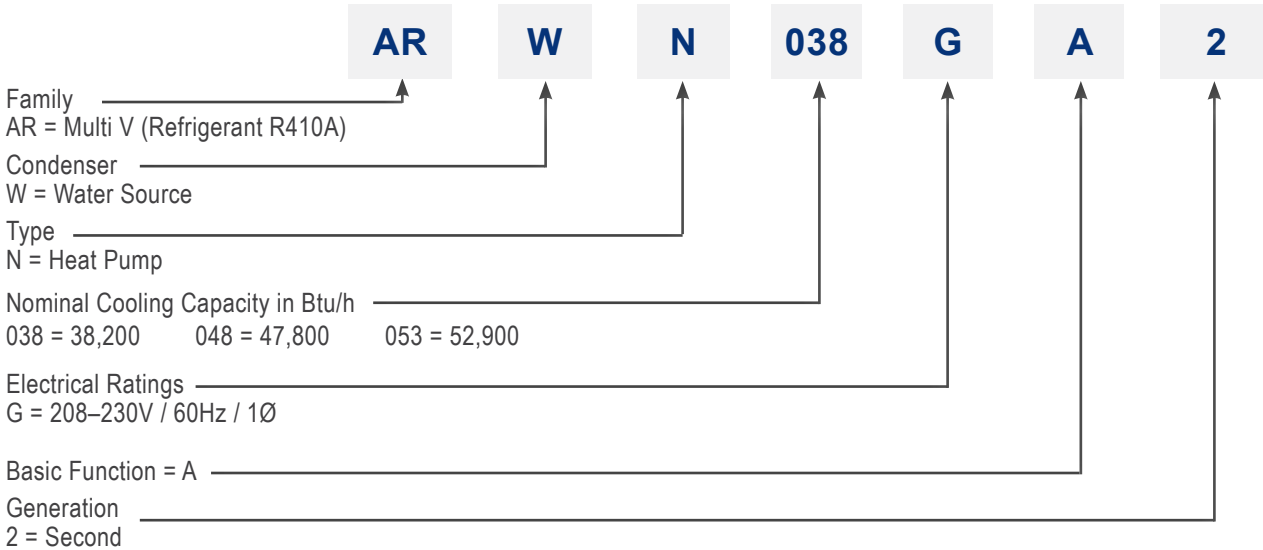 AR W N 038 G A 2
Family
AR = Multi V (Refrigerant R410A)
Condenser
W = Water Source
Type
N = Heat Pump
Nominal Cooling Capacity in Btu/h
038 = 38,200 048 = 47,800 053 = 52,900
Electrical Ratings
G = 208–230V / 60Hz / 1Ø
Basic Function = A
Generation
2 = Second